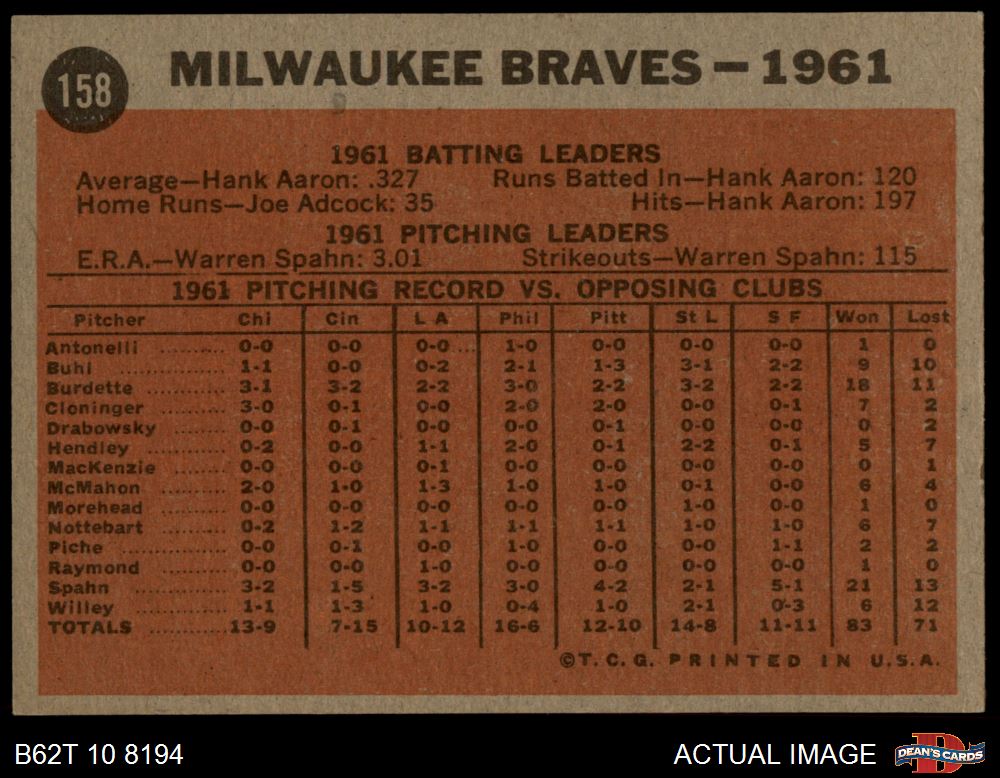 158
MILWAUKEE BRAVES — 1961
1961 BATTING LEADERS
Average—Hank Aaron: .327 Runs Batted In—Hank Aaron: 120
Home Runs—Joe Adcock: 35 Hits—Hank Aaron: 197
1961 PITCHING LEADERS
E.R.A.—Warren Spahn: 3.01 Strikeouts—Warren Spahn: 115
1961 PITCHING RECORD VS. OPPOSING CLUBS
Pitcher Chi Cin L A Phil Pitt St L S F Won Lost
Antonelli .......... 0-0 0-0 0-0 .... 1-0 0-0 0-0 0-0 1 0
Buhl ................ 1-1 0-0 0-2 2-1 1-3 3-1 2-2 9 10
Burdette ............ 3-1 3-2 2-2 3-0 2-2 3-2 2-2 18 11
Cloninger .......... 3-0 0-1 0-0 2-0 2-0 0-0 0-1 7 2
Drabowsky ........ 0-0 0-1 0-0 0-0 0-1 0-0 0-0 0 2
Hendley ............ 0-2 0-0 1-1 2-0 0-1 2-2 0-1 5 7
MacKenzie ........ 0-0 0-0 0-1 0-0 0-0 0-0 0-0 0 1
McMahon .......... 2-0 1-0 1-3 1-0 1-0 0-1 0-0 6 4
Morehead .......... 0-0 0-0 0-0 0-0 0-0 1-0 0-0 1 0
Nottebart .......... 0-2 1-2 1-1 1-1 1-1 1-0 1-0 6 7
Piche ................ 0-0 0-1 0-0 1-0 0-0 0-0 1-1 2 2
Raymond .......... 0-0 0-0 1-0 0-0 0-0 0-0 0-0 1 0
Spahn .............. 3-2 1-5 3-2 3-0 4-2 2-1 5-1 21 13
Willey .............. 1-1 1-3 1-0 0-4 1-0 2-1 0-3 6 12
TOTALS ............ 13-9 7-15 10-12 16-6 12-10 14-8 11-11 83 71
©T. C. G. PRINTED IN U.S.A.
B62T 10 8194 ACTUAL IMAGE DEAN'S CARDS